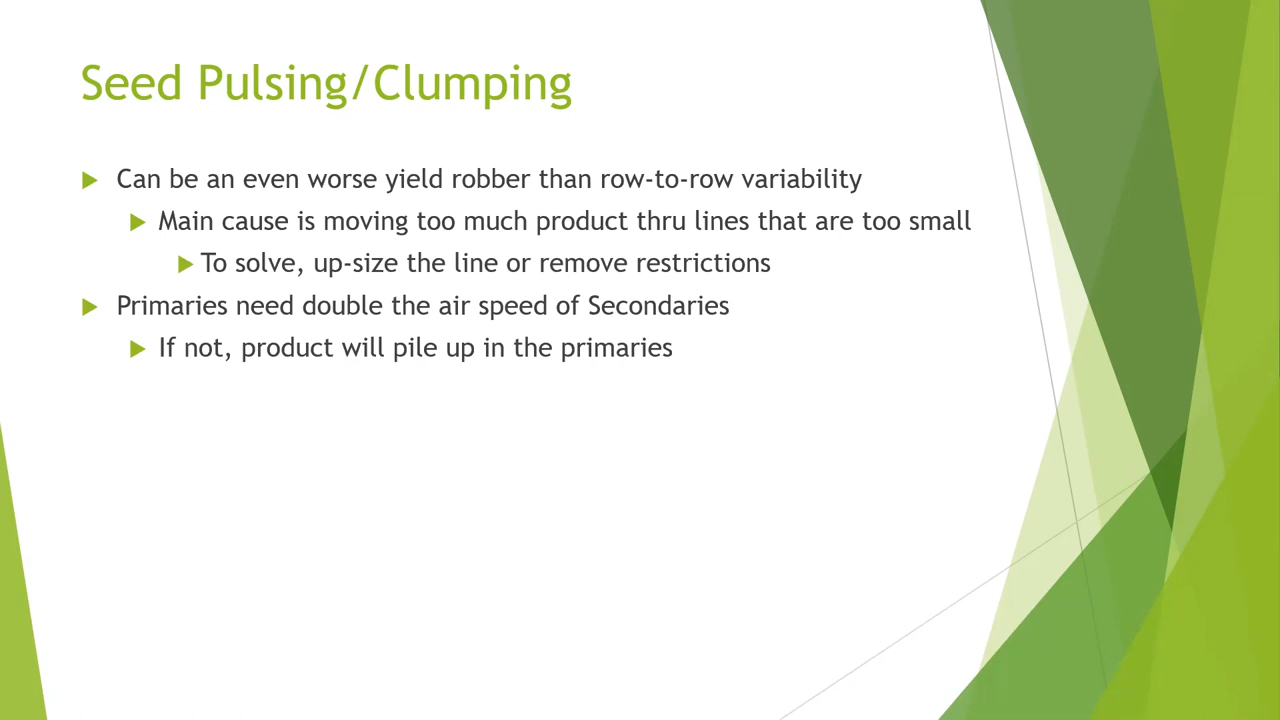 Seed Pulsing/Clumping
Can be an even worse yield robber than row-to-row variability
Main cause is moving too much product thru lines that are too small
To solve, up-size the line or remove restrictions
Primaries need double the air speed of Secondaries
If not, product will pile up in the primaries